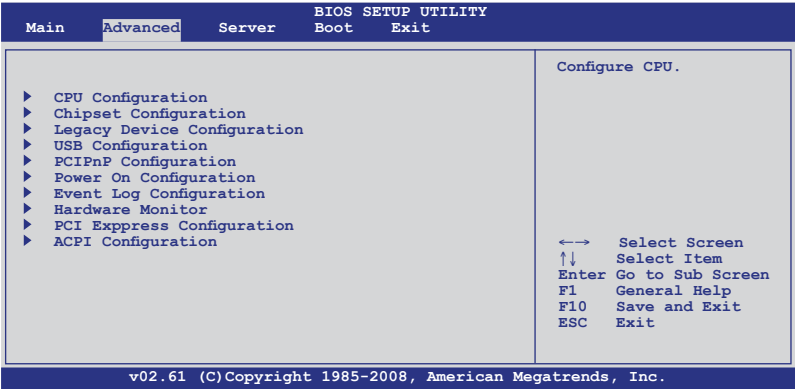 BIOS SETUP UTILITY
Main Advanced Server Boot Exit
CPU Configuration
Chipset Configuration
Legacy Device Configuration
USB Configuration
PCIPnP Configuration
Power On Configuration
Event Log Configuration
Hardware Monitor
PCI Exppress Configuration
ACPI Configuration
Configure CPU.
←→ Select Screen
↑↓ Select Item
Enter Go to Sub Screen
F1 General Help
F10 Save and Exit
ESC Exit
v02.61 (C)Copyright 1985-2008, American Megatrends, Inc.